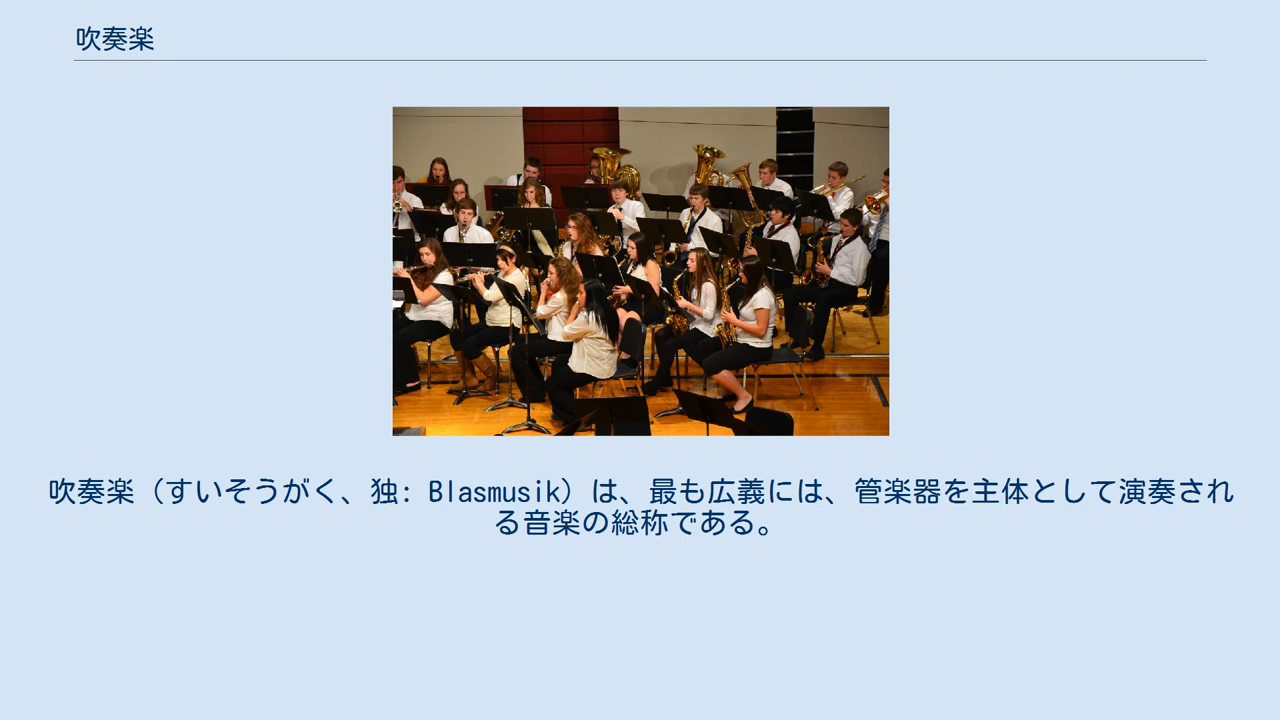 吹奏楽
吹奏楽（すいそうがく、独: Blasmusik）は、最も広義には、管楽器を主体として演奏され
る音楽の総称である。